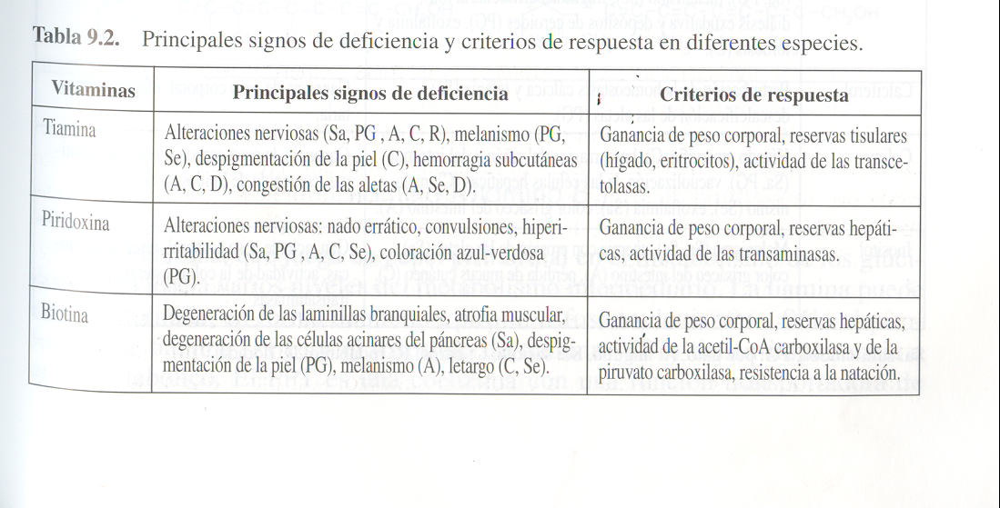 Tabla 9.2. Principales signos de deficiencia y criterios de respuesta en diferentes especies.
Vitaminas Principales signos de deficiencia Criterios de respuesta
Tiamina
Alteraciones nerviosas (Sa, PG , A, C, R), melanismo (PG,
Se), despigmentación de la piel (C), hemorragia subcutáneas
(A, C, D), congestión de las aletas (A, Se, D).
Ganancia de peso corporal, reservas tisulares
(hígado, eritrocitos), actividad de las transce-
tolasas.
Piridoxina
Alteraciones nerviosas: nado errático, convulsiones, hiperi-
rritabilidad (Sa, PG , A, C, Se), coloración azul-verdosa
(PG).
Ganancia de peso corporal, reservas hepáti-
cas, actividad de las transaminasas.
Biotina
Degeneración de las laminillas branquiales, atrofia muscular,
degeneración de las células acinares del páncreas (Sa), despig-
mentación de la piel (PG), melanismo (A), letargo (C, Se).
Ganancia de peso corporal, reservas hepáticas,
actividad de la acetil-CoA carboxilasa y de la
piruvato carboxilasa, resistencia a la natación.